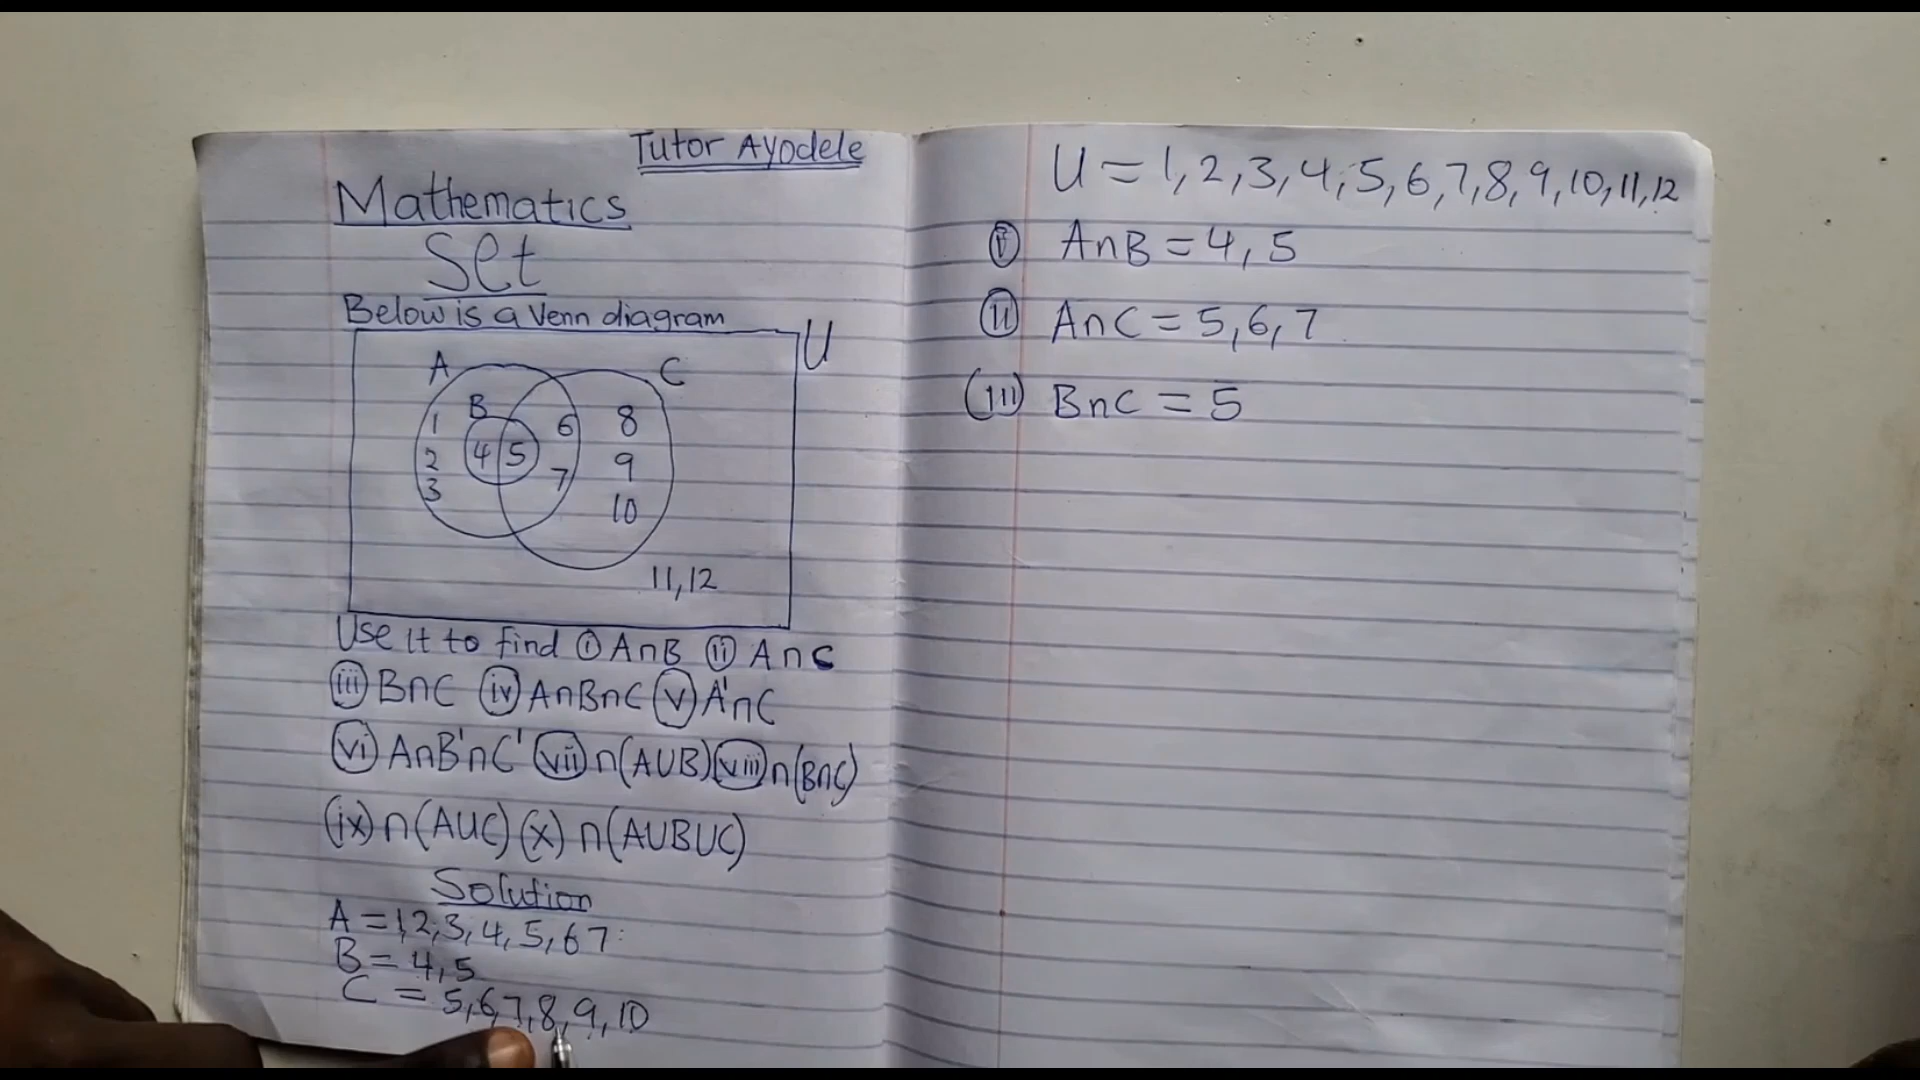 Tutor Ayodele
Mathematics
Set
Below is a Venn diagram
U
A
C
B
1
6
8
2
4
5
9
3
7
10
11,12
Use it to find (i) A∩B (ii) A∩C
(iii) B∩C (iv) A∩B∩C (v) A'∩C
(vi) A∩B'∩C' (vii) n(AUB) (viii) n(B∩C)
(ix) n(AUC) (x) n(AUBUC)
Solution
A = 1,2,3,4,5,6 7
B = 4,5
C = 5,6,7,8,9,10
U = 1,2,3,4,5,6,7,8,9,10,11,12
(i) A∩B = 4,5
(ii) A∩C = 5,6,7
(iii) B∩C = 5